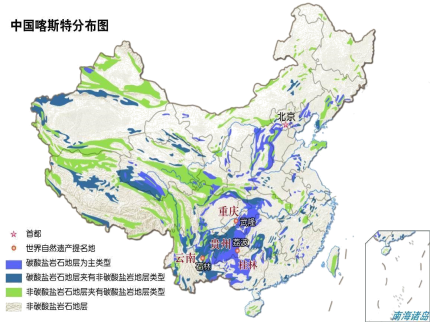 中国喀斯特分布图
北京
重庆
武隆
贵州
荔波
云南
石林
桂林
首都
世界自然遗产提名地
碳酸盐岩石地层为主类型
碳酸盐岩石地层夹有非碳酸盐岩地层类型
非碳酸盐岩石地层夹有碳酸盐岩地层类型
非碳酸盐岩石地层
南海诸岛